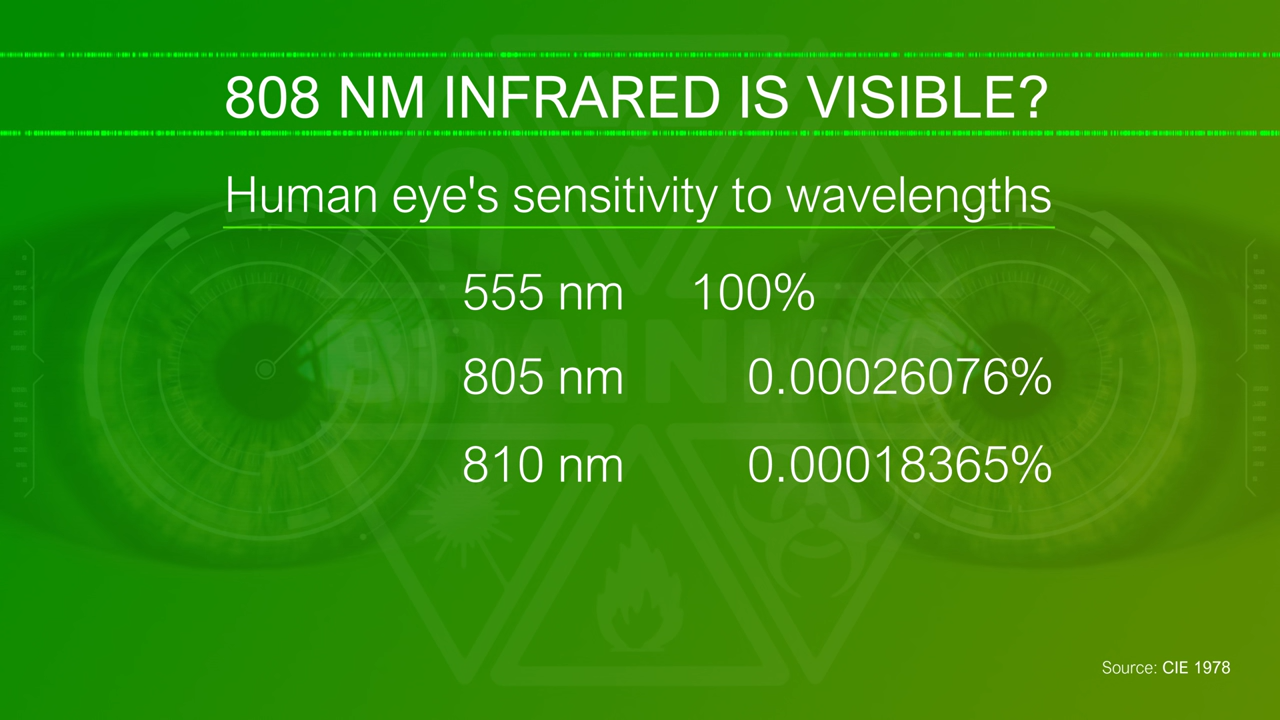 808 NM INFRARED IS VISIBLE?
Human eye's sensitivity to wavelengths
555 nm 100%
805 nm 0.00026076%
810 nm 0.00018365%
Source: CIE 1978